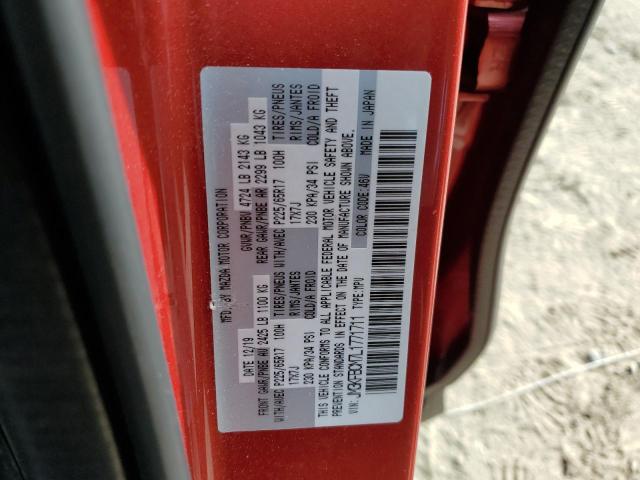 MFD. BY MAZDA MOTOR CORPORATION
DATE 12/19 GVWR/PNBV 4724 LB 2143 KG
FRONT GAWR/PNBE AV 2425 LB 1100 KG REAR GAWR/PNBE AR 2299 LB 1043 KG
WITH/AVEC P225/65R17 100H TIRES/PNEUS WITH/AVEC P225/65R17 100H TIRES/PNEUS
17X7J RIMS/JANTES 17X7J RIMS/JANTES
230 KPA/34 PSI COLD/A FROID 230 KPA/34 PSI COLD/A FROID
THIS VEHICLE CONFORMS TO ALL APPLICABLE FEDERAL MOTOR VEHICLE SAFETY AND THEFT
PREVENTION STANDARDS IN EFFECT ON THE DATE OF MANUFACTURE SHOWN ABOVE.
VIN: JM3KFBCM7L1771711 TYPE:MPV COLOR CODE:46V MADE IN JAPAN